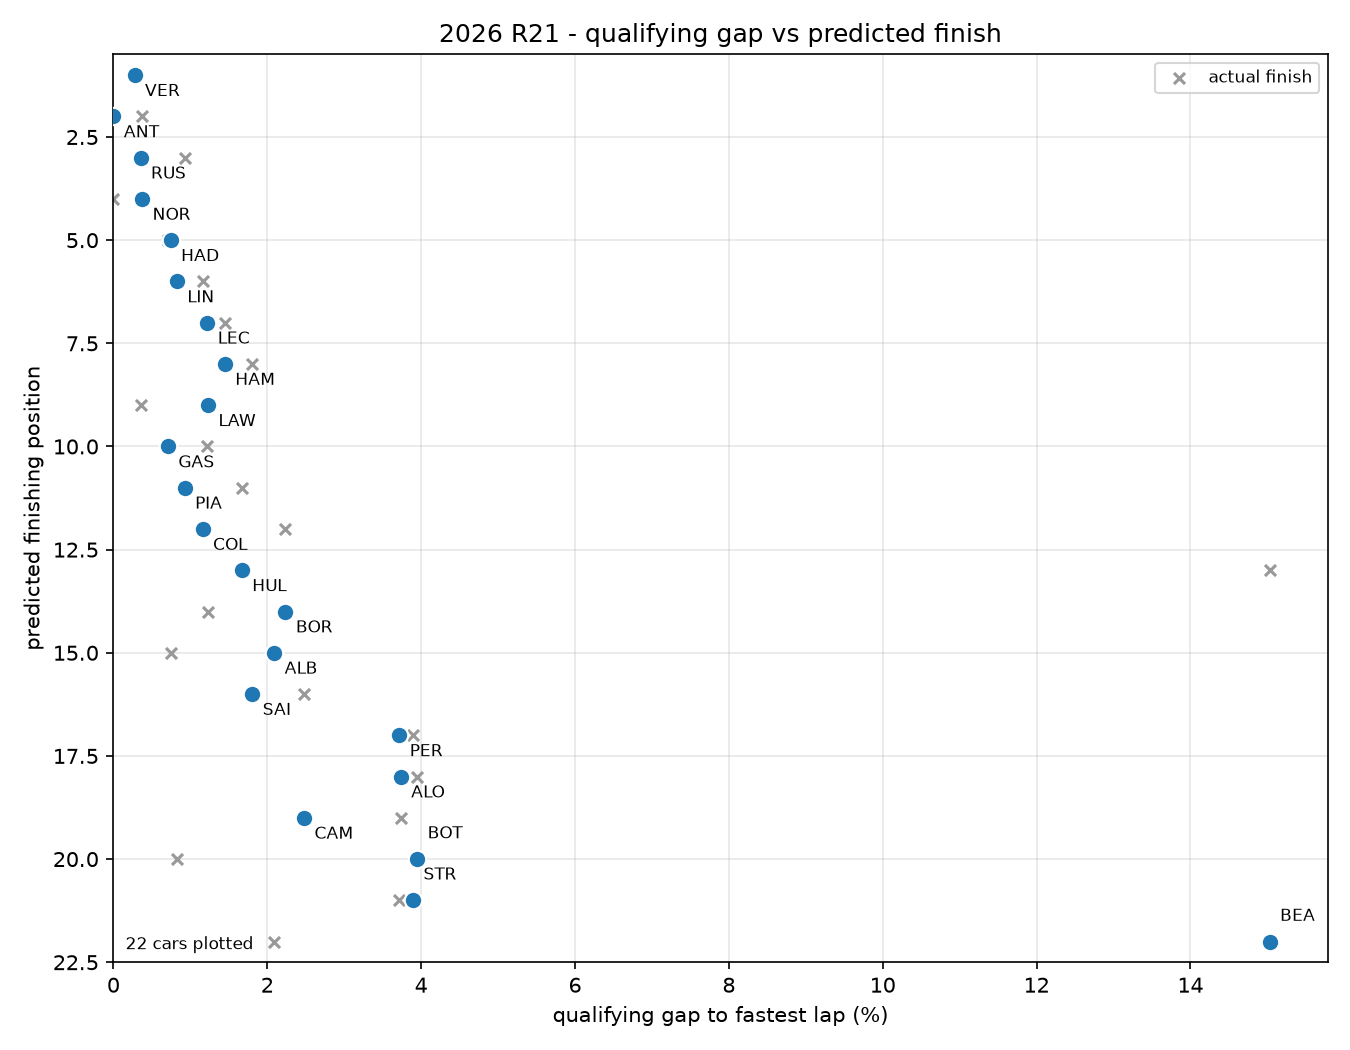 2026 R21 - qualifying gap vs predicted finish
actual finish
VER
ANT
2.5
RUS
NOR
5.0
HAD
LIN
7.5
LEC
HAM
LAW
10.0
GAS
PIA
12.5
COL
HUL
BOR
15.0
ALB
SAI
17.5
PER
ALO
CAM
BOT
20.0
STR
BEA
22 cars plotted
22.5
0 2 4 6 8 10 12 14
qualifying gap to fastest lap (%)
predicted finishing position